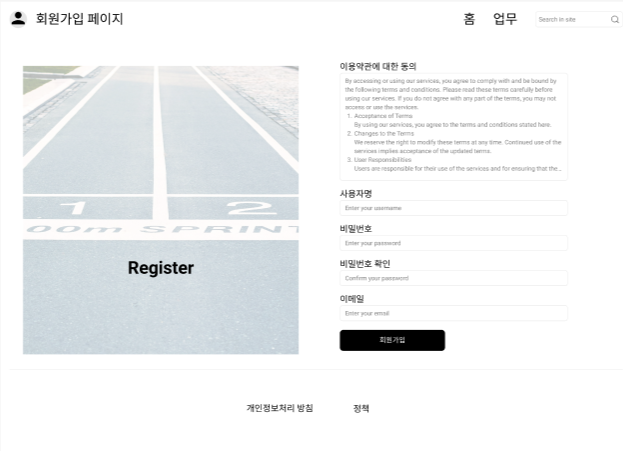 회원가입 페이지
홈 업무 Search in site
1 2
00m SPRINT
Register
이용약관에 대한 동의
By accessing or using our services, you agree to comply with and be bound by
the following terms and conditions. Please read these terms carefully before
using our services. If you do not agree with any part of the terms, you may not
access or use the services.
1. Acceptance of Terms
By using our services, you agree to the terms and conditions stated here.
2. Changes to the Terms
We reserve the right to modify these terms at any time. Continued use of the
services implies acceptance of the updated terms.
3. User Responsibilities
Users are responsible for their use of the services and for ensuring that the...
사용자명
Enter your username
비밀번호
Enter your password
비밀번호 확인
Confirm your password
이메일
Enter your email
회원가입
개인정보처리 방침 정책